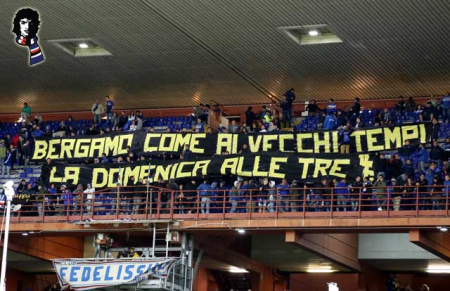 BERGAMO COME AI VECCHI TEMPI
LA DOMENICA ALLE TRE
FEDELISSIMI